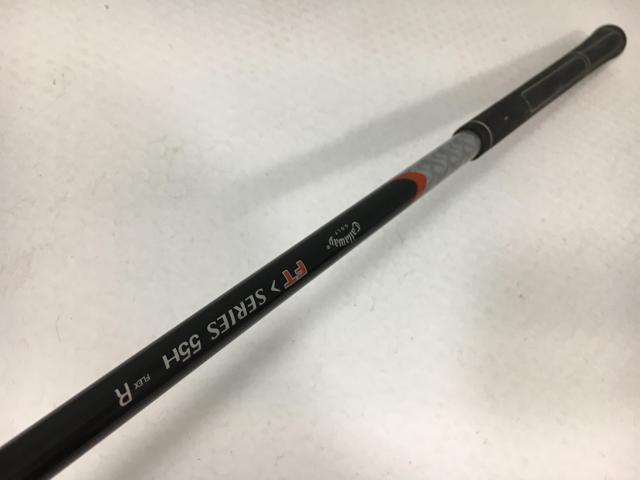 Callaway®
GOLF
FT > SERIES 55H FLEX R